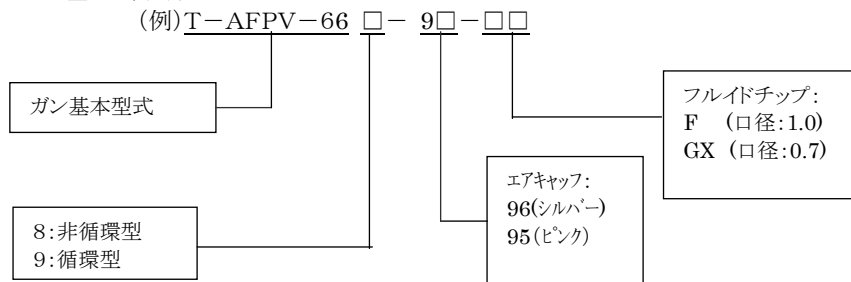 (例)T-AFPV-66 □- 9□-□□
ガン基本型式
フルイドチップ:
F (口径:1.0)
GX (口径:0.7)
エアキャッフ:
96(シルバー)
95(ピンク)
8:非循環型
9:循環型